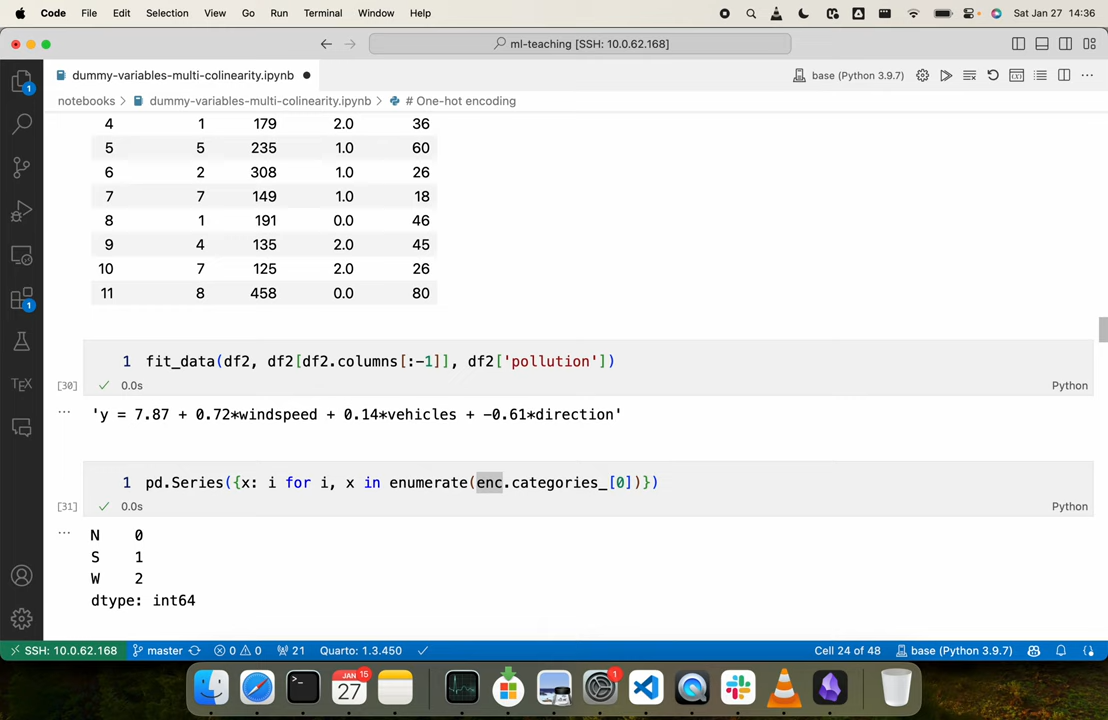 Code File Edit Selection View Go Run Terminal Window Help Sat Jan 27 14:36
ml-teaching [SSH: 10.0.62.168]
dummy-variables-multi-colinearity.ipynb base (Python 3.9.7)
notebooks > dummy-variables-multi-colinearity.ipynb > # One-hot encoding
4 1 179 2.0 36
5 5 235 1.0 60
6 2 308 1.0 26
7 7 149 1.0 18
8 1 191 0.0 46
9 4 135 2.0 45
10 7 125 2.0 26
11 8 458 0.0 80
1 fit_data(df2, df2[df2.columns[:-1]], df2['pollution'])
[30] 0.0s Python
'y = 7.87 + 0.72*windspeed + 0.14*vehicles + -0.61*direction'
1 pd.Series({x: i for i, x in enumerate(enc.categories_[0])})
[31] 0.0s Python
N 0
S 1
W 2
dtype: int64
SSH: 10.0.62.168 master 0 0 21 Quarto: 1.3.450 Cell 24 of 48 base (Python 3.9.7)
1
1
TEX
JAN 15
27
1